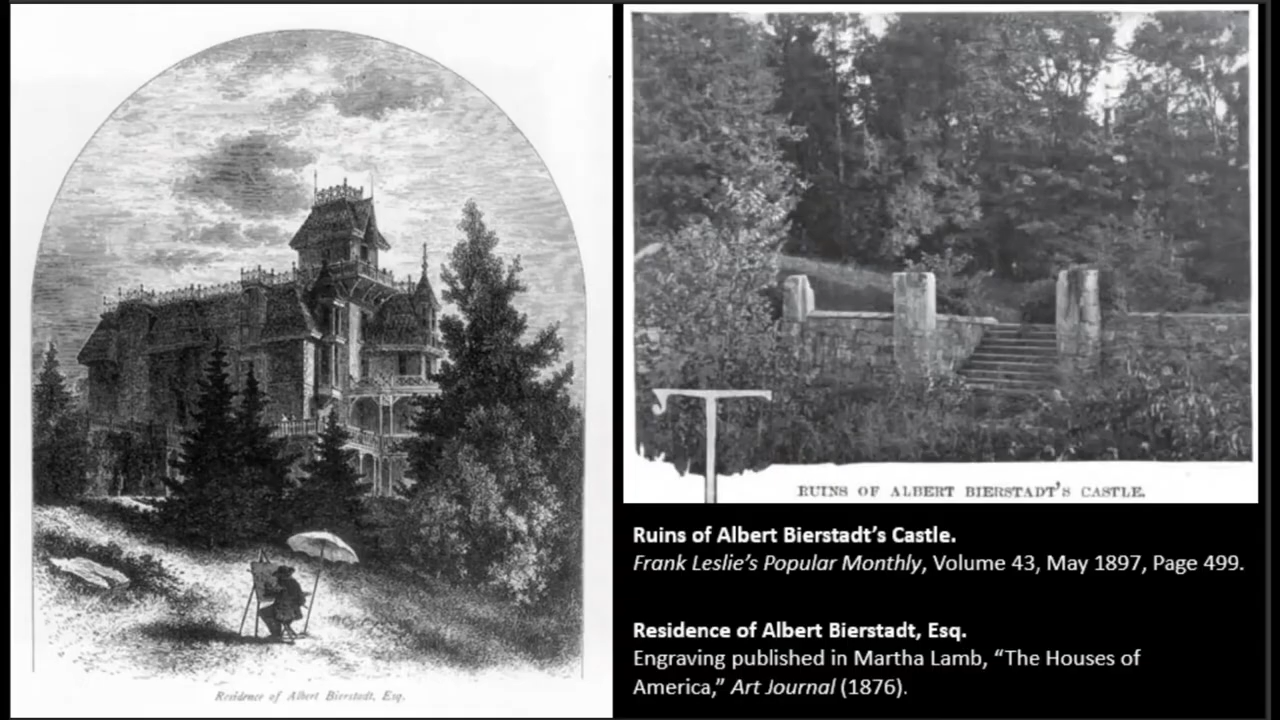 Residence of Albert Bierstadt, Esq.
T
RUINS OF ALBERT BIERSTADT'S CASTLE.
Ruins of Albert Bierstadt’s Castle.
Frank Leslie’s Popular Monthly, Volume 43, May 1897, Page 499.
Residence of Albert Bierstadt, Esq.
Engraving published in Martha Lamb, “The Houses of
America,” Art Journal (1876).